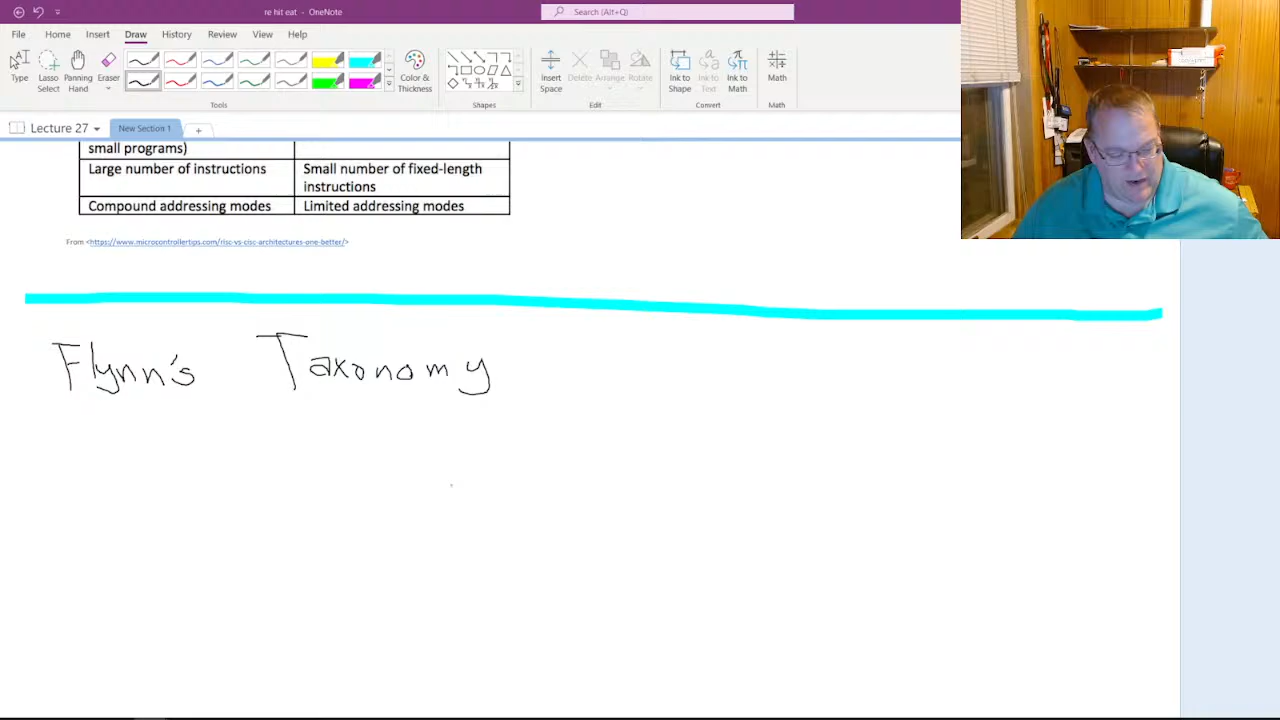 re hit eat - OneNote
Search (Alt+Q)
File Home Insert Draw History Review View Help
Type
Lasso Select
Panning Hand
Eraser
Color & Thickness
Insert Space
Delete
Arrange
Rotate
Ink to Shape
Ink to Text
Ink to Math
Math
Tools
Shapes
Edit
Convert
Math
Lecture 27
New Section 1
small programs)
Large number of instructions
Small number of fixed-length instructions
Compound addressing modes
Limited addressing modes
From <https://www.microcontrollertips.com/risc-vs-cisc-architectures-one-better/>
Flynn's Taxonomy